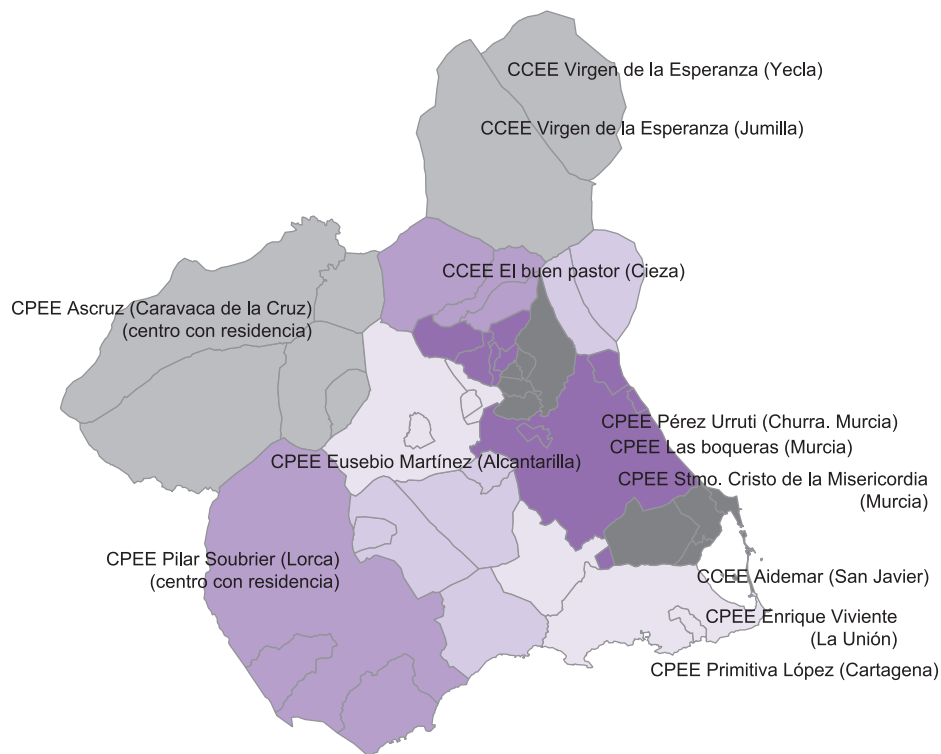 CCEE Virgen de la Esperanza (Yecla)
CCEE Virgen de la Esperanza (Jumilla)
CCEE El buen pastor (Cieza)
CPEE Ascruz (Caravaca de la Cruz)
(centro con residencia)
CPEE Pérez Urruti (Churra. Murcia)
CPEE Las boqueras (Murcia)
CPEE Eusebio Martínez (Alcantarilla)
CPEE Stmo. Cristo de la Misericordia
(Murcia)
CPEE Pilar Soubrier (Lorca)
(centro con residencia)
CCEE Aidemar (San Javier)
CPEE Enrique Viviente
(La Unión)
CPEE Primitiva López (Cartagena)